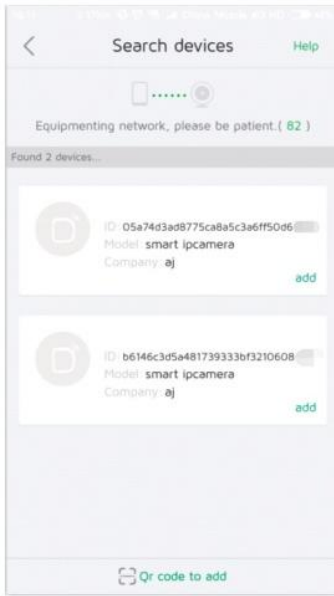 Search devices
Help
Equipmenting network, please be patient.( 82 )
Found 2 devices...
ID: 05a74d3ad8775ca8a5c3a6ff50d6
Model: smart ipcamera
Company: aj
add
ID: b6146c3d5a481739333bf3210608
Model: smart ipcamera
Company: aj
add
Qr code to add